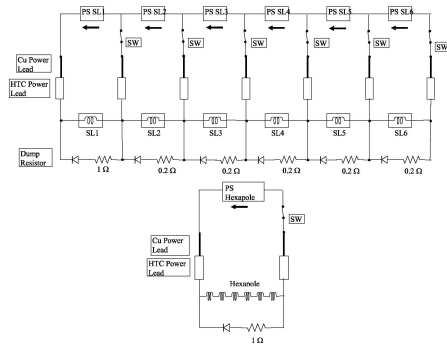 PS SL1 PS SL2 PS SL3 PS SL4 PS SL5 PS SL6
SW SW SW SW SW SW
Cu Power
Lead
HTC Power
Lead
SL1 SL2 SL3 SL4 SL5 SL6
Dump
Resistor
1 Ω 0.2 Ω 0.2 Ω 0.2 Ω 0.2 Ω 0.2 Ω
PS
Hexapole
SW
Cu Power
Lead
HTC Power
Lead
Hexanole
1 Ω